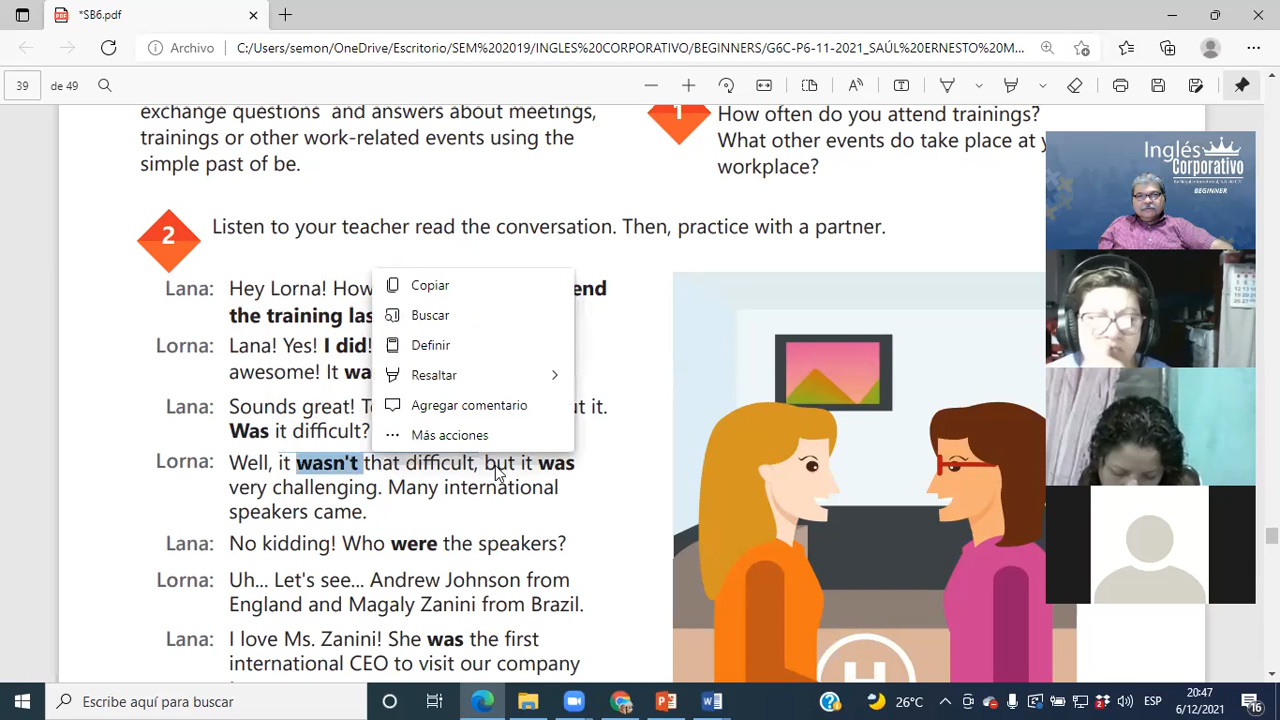 *SB6.pdf
Archivo
C:/Users/semon/OneDrive/Escritorio/SEM%202019/INGLES%20CORPORATIVO/BEGINNERS/G6C-P6-11-2021_SAÚL%20ERNESTO%20M...
39 de 49
exchange questions and answers about meetings,
trainings or other work-related events using the
simple past of be.
1
How often do you attend trainings?
What other events do take place at y
workplace?
Inglés
Corporativo
BEGINNER
2
Listen to your teacher read the conversation. Then, practice with a partner.
Lana: Hey Lorna! How end
the training las
Lorna: Lana! Yes! I did!
awesome! It wa
Lana: Sounds great! T ut it.
Was it difficult?
Lorna: Well, it wasn't that difficult, but it was
very challenging. Many international
speakers came.
Lana: No kidding! Who were the speakers?
Lorna: Uh... Let's see... Andrew Johnson from
England and Magaly Zanini from Brazil.
Lana: I love Ms. Zanini! She was the first
international CEO to visit our company
Copiar
Buscar
Definir
Resaltar
Agregar comentario
Más acciones
H
Escribe aquí para buscar
26°C
ESP
20:47
6/12/2021
16